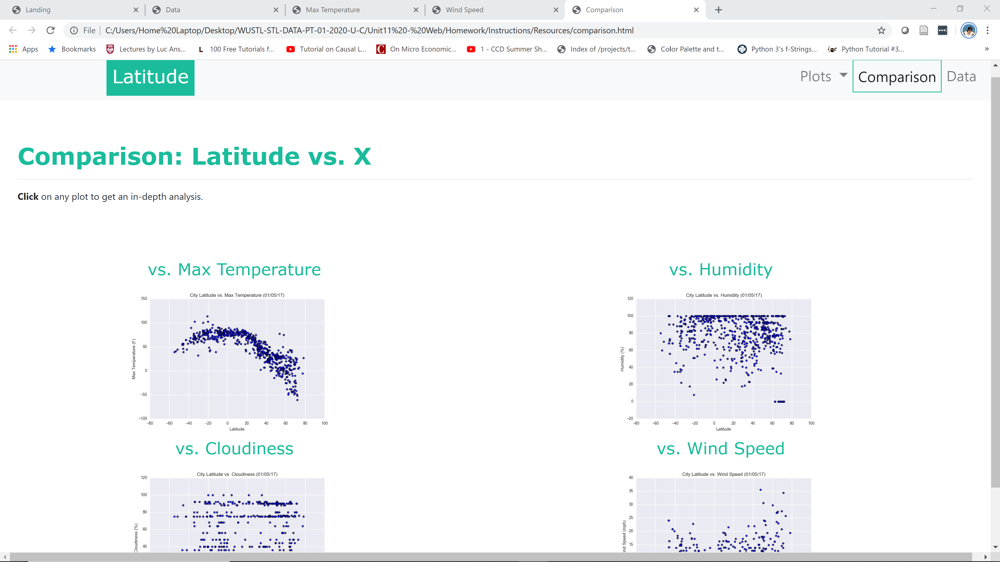 Landing
Data
Max Temperature
Wind Speed
Comparison
File
C:/Users/Home%20Laptop/Desktop/WUSTL-STL-DATA-PT-01-2020-U-C/Unit11%20-%20Web/Homework/Instructions/Resources/comparison.html
Apps
Bookmarks
Lectures by Luc Ans...
L
100 Free Tutorials f...
Tutorial on Causal L...
C
On Micro Economic...
1 - CCD Summer Sh...
Index of /projects/t...
Color Palette and t...
Python 3's f-Strings...
Python Tutorial #3...
»
Latitude
Plots
Comparison
Data
Comparison: Latitude vs. X
Click on any plot to get an in-depth analysis.
vs. Max Temperature
City Latitude vs. Max Temperature (01/05/17)
150
100
50
0
−50
−100
Max Temperature (F)
−80 −60 −40 −20 0 20 40 60 80 100
Latitude
vs. Humidity
City Latitude vs. Humidity (01/05/17)
120
100
80
60
40
20
0
−20
Humidity (%)
−80 −60 −40 −20 0 20 40 60 80 100
Latitude
vs. Cloudiness
City Latitude vs. Cloudiness (01/05/17)
120
100
80
60
40
Cloudiness (%)
vs. Wind Speed
City Latitude vs. Wind Speed (01/05/17)
40
35
30
25
20
15
ind Speed (mph)